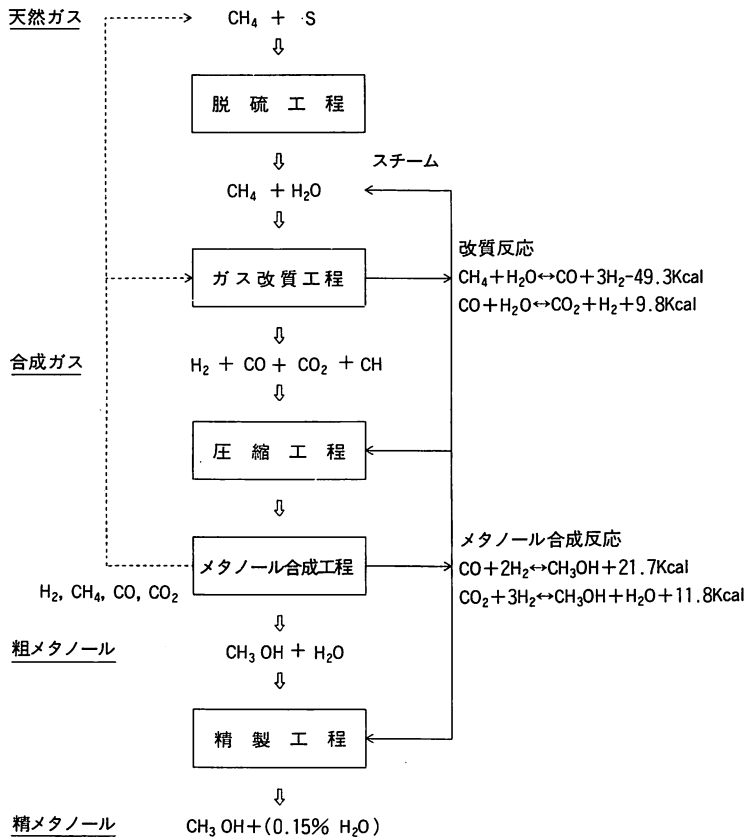 天然ガス
CH₄ + S
脱硫工程
スチーム
CH₄ + H₂O
ガス改質工程
改質反応
CH₄+H₂O↔CO+3H₂-49.3Kcal
CO+H₂O↔CO₂+H₂+9.8Kcal
合成ガス
H₂ + CO + CO₂ + CH
圧縮工程
メタノール合成工程
メタノール合成反応
CO+2H₂↔CH₃OH+21.7Kcal
CO₂+3H₂↔CH₃OH+H₂O+11.8Kcal
H₂, CH₄, CO, CO₂
粗メタノール
CH₃ OH + H₂O
精製工程
精メタノール
CH₃ OH+(0.15% H₂O)